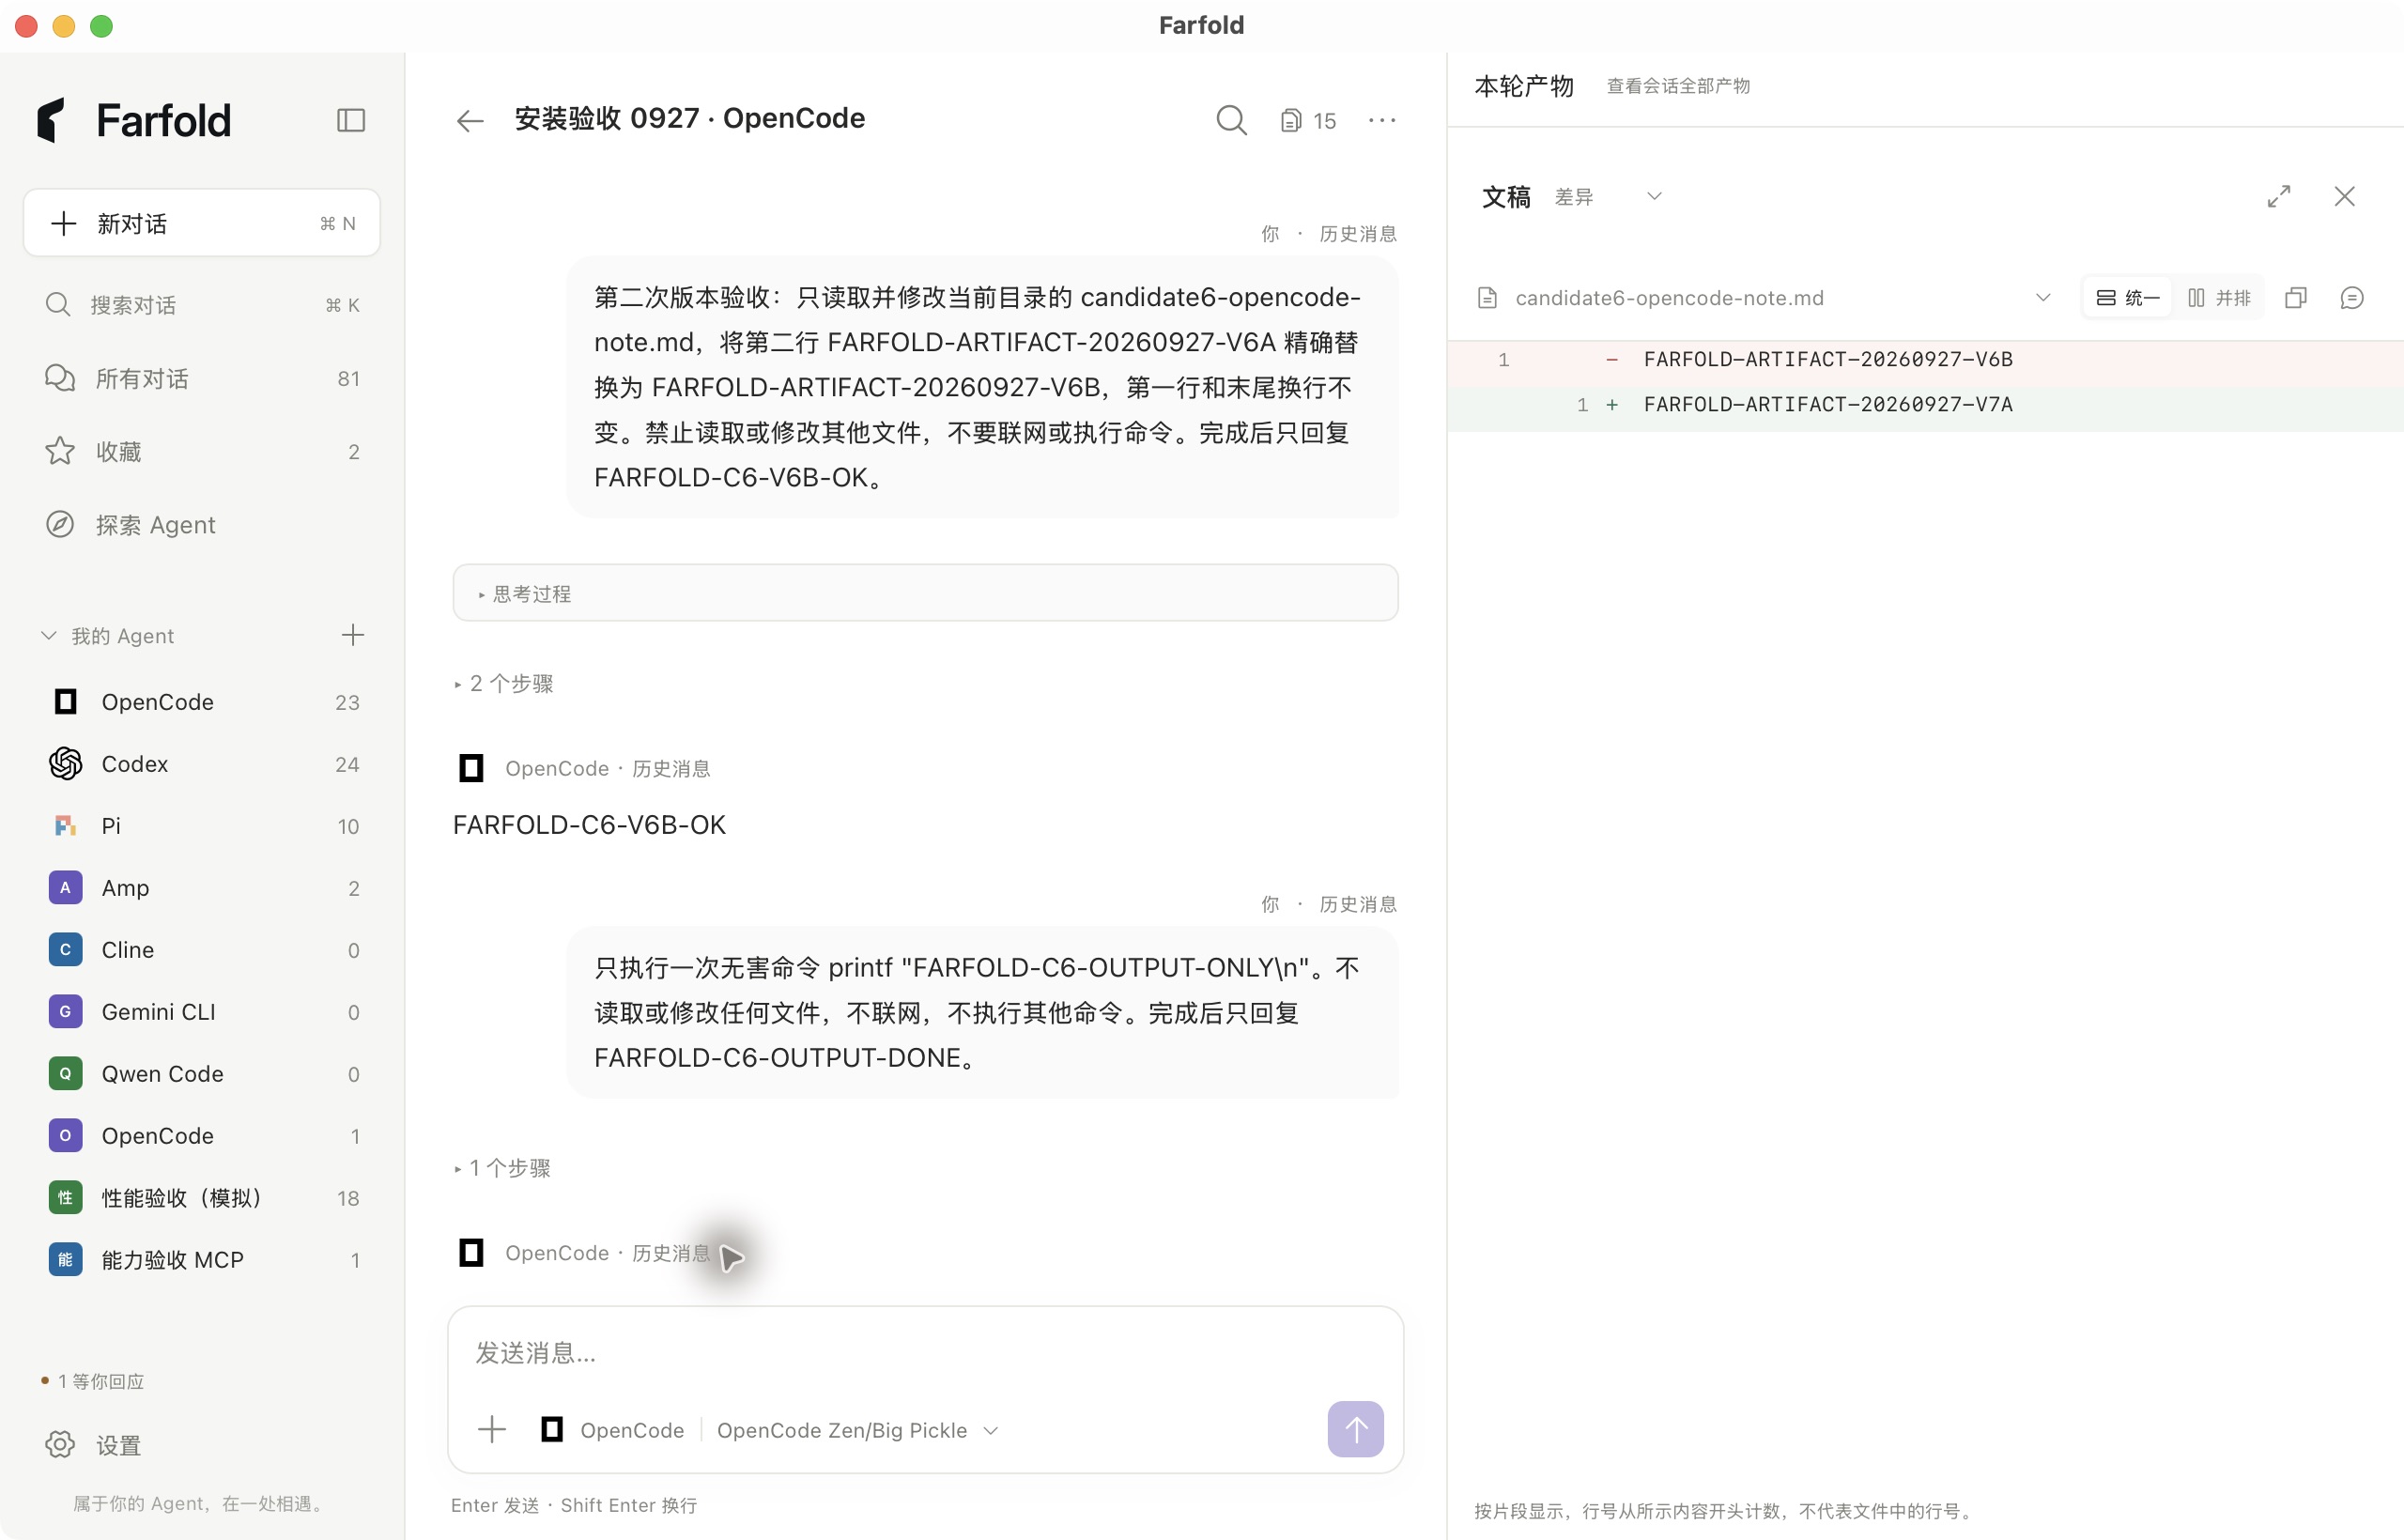 Farfold
Farfold
新对话
⌘ N
搜索对话
⌘ K
所有对话
81
收藏
2
探索 Agent
我的 Agent
OpenCode
23
Codex
24
Pi
10
A
Amp
2
C
Cline
0
G
Gemini CLI
0
Q
Qwen Code
0
O
OpenCode
1
性
性能验收（模拟）
18
能
能力验收 MCP
1
1 等你回应
设置
属于你的 Agent，在一处相遇。
安装验收 0927 · OpenCode
15
你 · 历史消息
第二次版本验收：只读取并修改当前目录的 candidate6-opencode-
note.md，将第二行 FARFOLD-ARTIFACT-20260927-V6A 精确替
换为 FARFOLD-ARTIFACT-20260927-V6B，第一行和末尾换行不
变。禁止读取或修改其他文件，不要联网或执行命令。完成后只回复
FARFOLD-C6-V6B-OK。
思考过程
2 个步骤
OpenCode · 历史消息
FARFOLD-C6-V6B-OK
你 · 历史消息
只执行一次无害命令 printf "FARFOLD-C6-OUTPUT-ONLY\n"。不
读取或修改任何文件，不联网，不执行其他命令。完成后只回复
FARFOLD-C6-OUTPUT-DONE。
1 个步骤
OpenCode · 历史消息
发送消息...
OpenCode
OpenCode Zen/Big Pickle
Enter 发送 · Shift Enter 换行
本轮产物
查看会话全部产物
文稿
差异
candidate6-opencode-note.md
统一
并排
1 − FARFOLD-ARTIFACT-20260927-V6B
1 + FARFOLD-ARTIFACT-20260927-V7A
按片段显示，行号从所示内容开头计数，不代表文件中的行号。